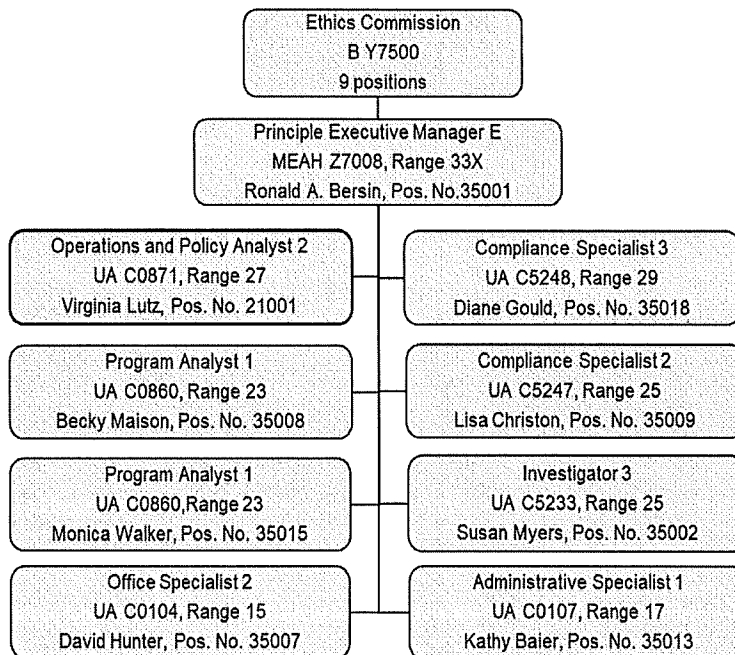 Ethics Commission
B Y7500
9 positions
Principle Executive Manager E
MEAH Z7008, Range 33X
Ronald A. Bersin, Pos. No.35001
Operations and Policy Analyst 2
UA C0871, Range 27
Virginia Lutz, Pos. No. 21001
Compliance Specialist 3
UA C5248, Range 29
Diane Gould, Pos. No. 35018
Program Analyst 1
UA C0860, Range 23
Becky Maison, Pos. No. 35008
Compliance Specialist 2
UA C5247, Range 25
Lisa Christon, Pos. No. 35009
Program Analyst 1
UA C0860,Range 23
Monica Walker, Pos. No. 35015
Investigator 3
UA C5233, Range 25
Susan Myers, Pos. No. 35002
Office Specialist 2
UA C0104, Range 15
David Hunter, Pos. No. 35007
Administrative Specialist 1
UA C0107, Range 17
Kathy Baier, Pos. No. 35013